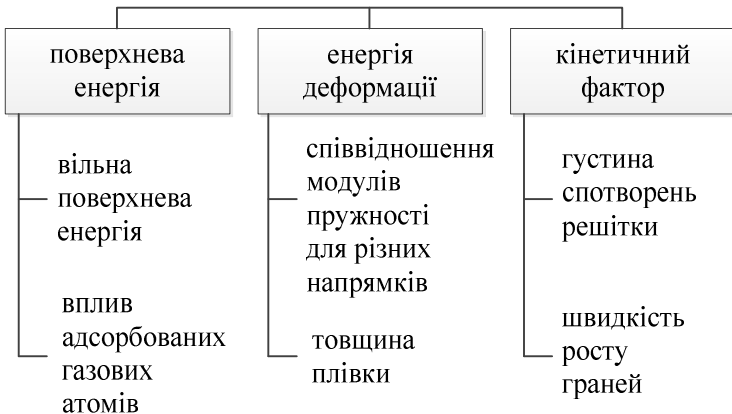 поверхнева
енергія
енергія
деформації
кінетичний
фактор
вільна
поверхнева
енергія
вплив
адсорбованих
газових
атомів
співвідношення
модулів
пружності
для різних
напрямків
товщина
плівки
густина
спотворень
решітки
швидкість
росту
граней